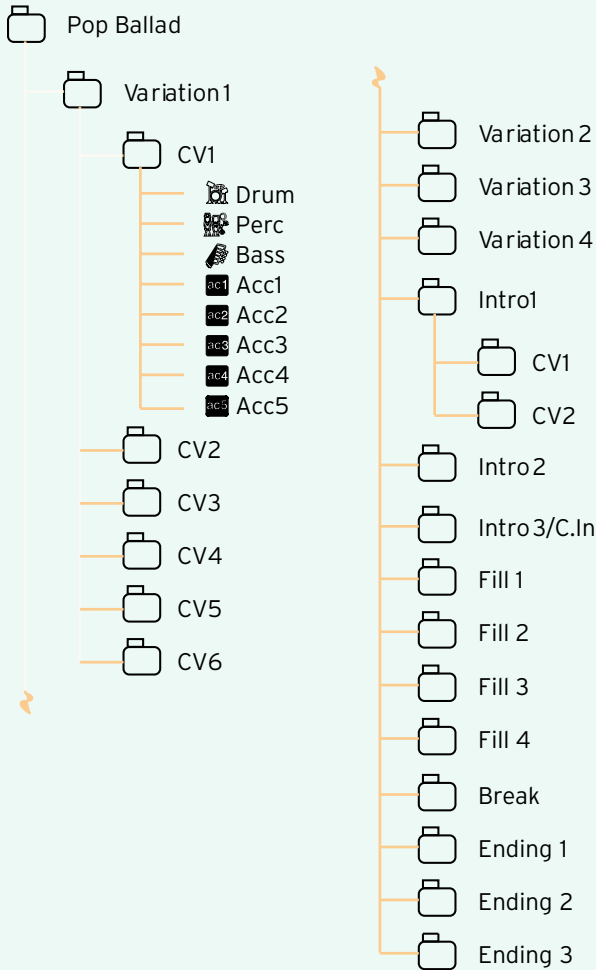 Pop Ballad
Variation 1
CV1
Drum
Perc
Bass
ac1 Acc1
ac2 Acc2
ac3 Acc3
ac4 Acc4
ac5 Acc5
CV2
CV3
CV4
CV5
CV6
Variation 2
Variation 3
Variation 4
Intro1
CV1
CV2
Intro 2
Intro 3/C.In
Fill 1
Fill 2
Fill 3
Fill 4
Break
Ending 1
Ending 2
Ending 3